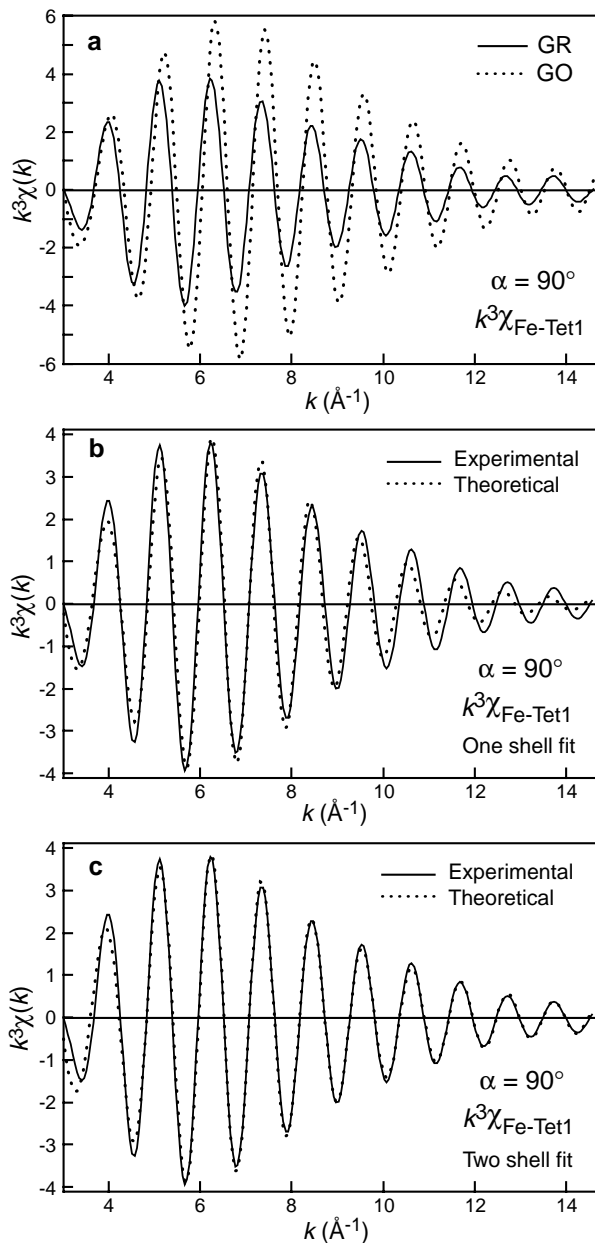 a
GR
GO
6
4
2
0
-2
-4
-6
k³χ(k)
α = 90°
k³χFe-Tet1
4 6 8 10 12 14
k (Å⁻¹)
b
Experimental
Theoretical
4
3
2
1
0
-1
-2
-3
-4
k³χ(k)
α = 90°
k³χFe-Tet1
One shell fit
4 6 8 10 12 14
k (Å⁻¹)
c
Experimental
Theoretical
4
3
2
1
0
-1
-2
-3
-4
k³χ(k)
α = 90°
k³χFe-Tet1
Two shell fit
4 6 8 10 12 14
k (Å⁻¹)